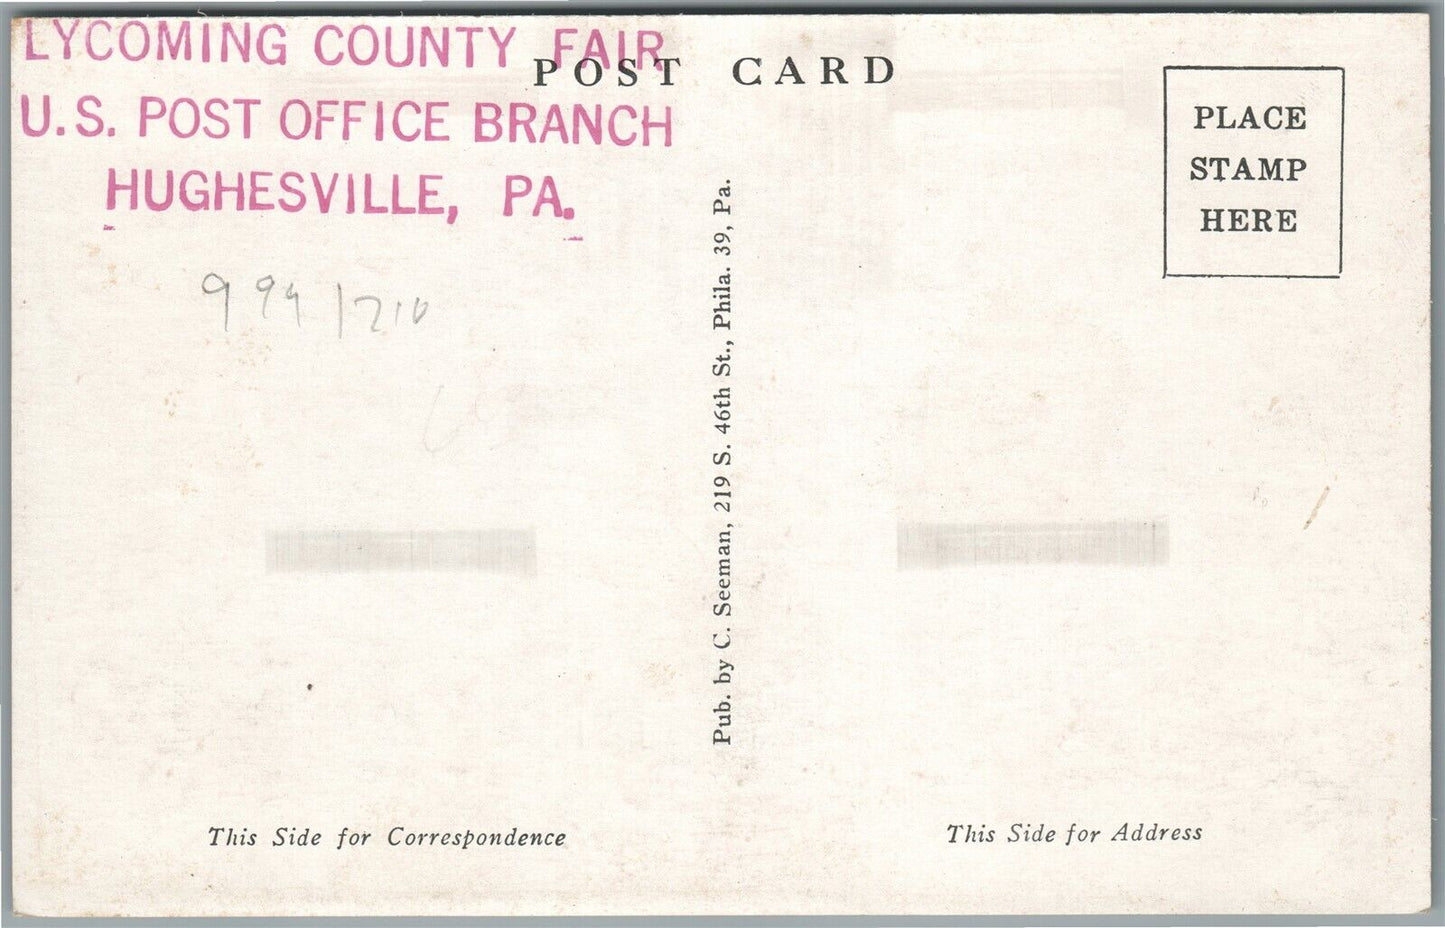 LYCOMING COUNTY FAIR
U.S. POST OFFICE BRANCH
HUGHESVILLE, PA.
POST CARD
PLACE
STAMP
HERE
Pub. by C. Seeman, 219 S. 46th St., Phila. 39, Pa.
This Side for Correspondence
This Side for Address